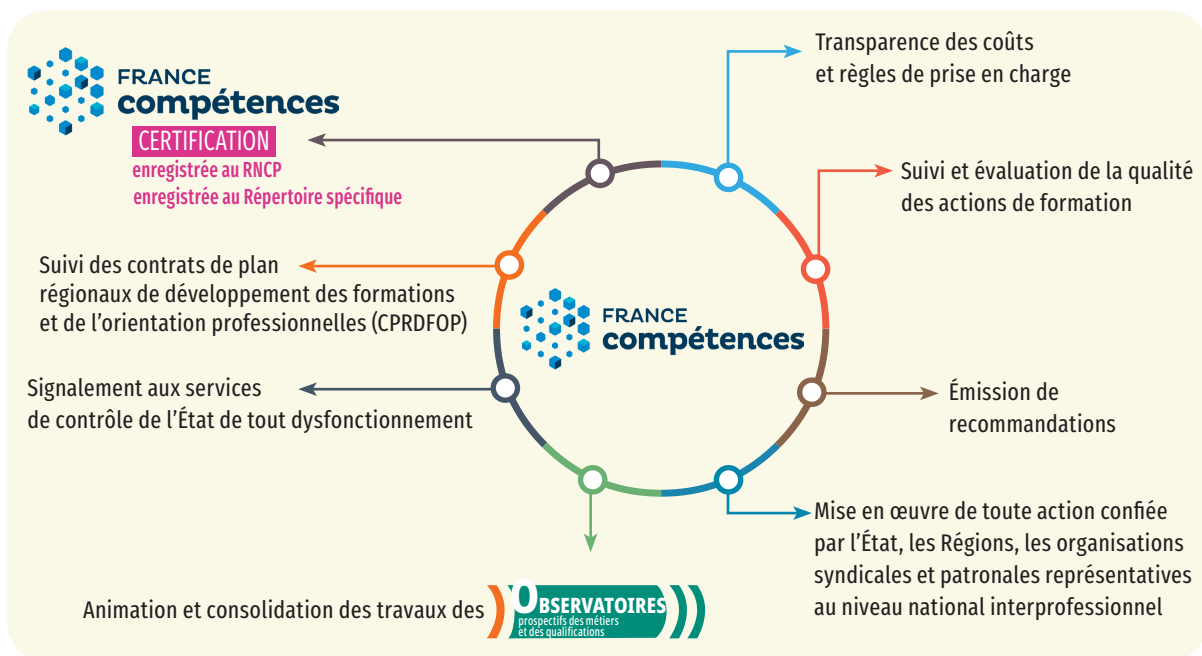 FRANCE
compétences
CERTIFICATION
enregistrée au RNCP
enregistrée au Répertoire spécifique
Transparence des coûts
et règles de prise en charge
Suivi et évaluation de la qualité
des actions de formation
Suivi des contrats de plan
régionaux de développement des formations
et de l’orientation professionnelles (CPRDFOP)
FRANCE
compétences
Signalement aux services
de contrôle de l’État de tout dysfonctionnement
Émission de
recommandations
Mise en œuvre de toute action confiée
par l’État, les Régions, les organisations
syndicales et patronales représentatives
au niveau national interprofessionnel
Animation et consolidation des travaux des
OBSERVATOIRES
prospectifs des métiers
et des qualifications